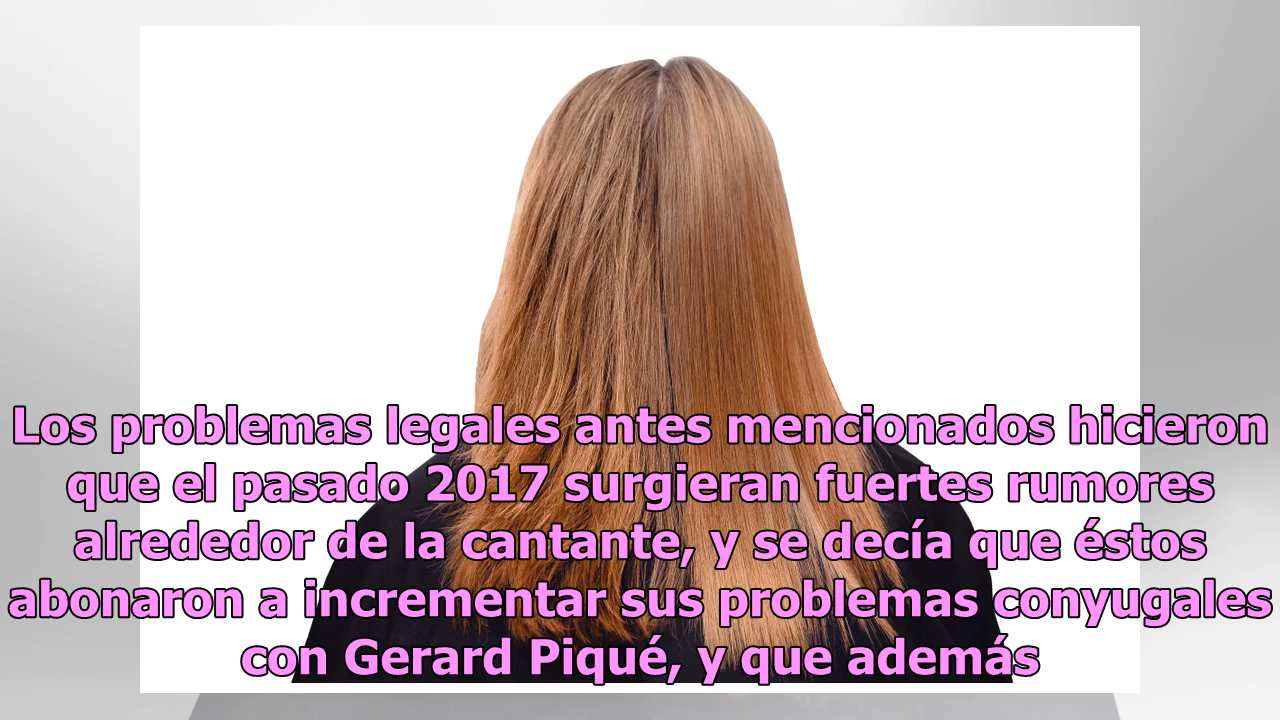 Los problemas legales antes mencionados hicieron
que el pasado 2017 surgieran fuertes rumores
alrededor de la cantante, y se decía que éstos
abonaron a incrementar sus problemas conyugales
con Gerard Piqué, y que además